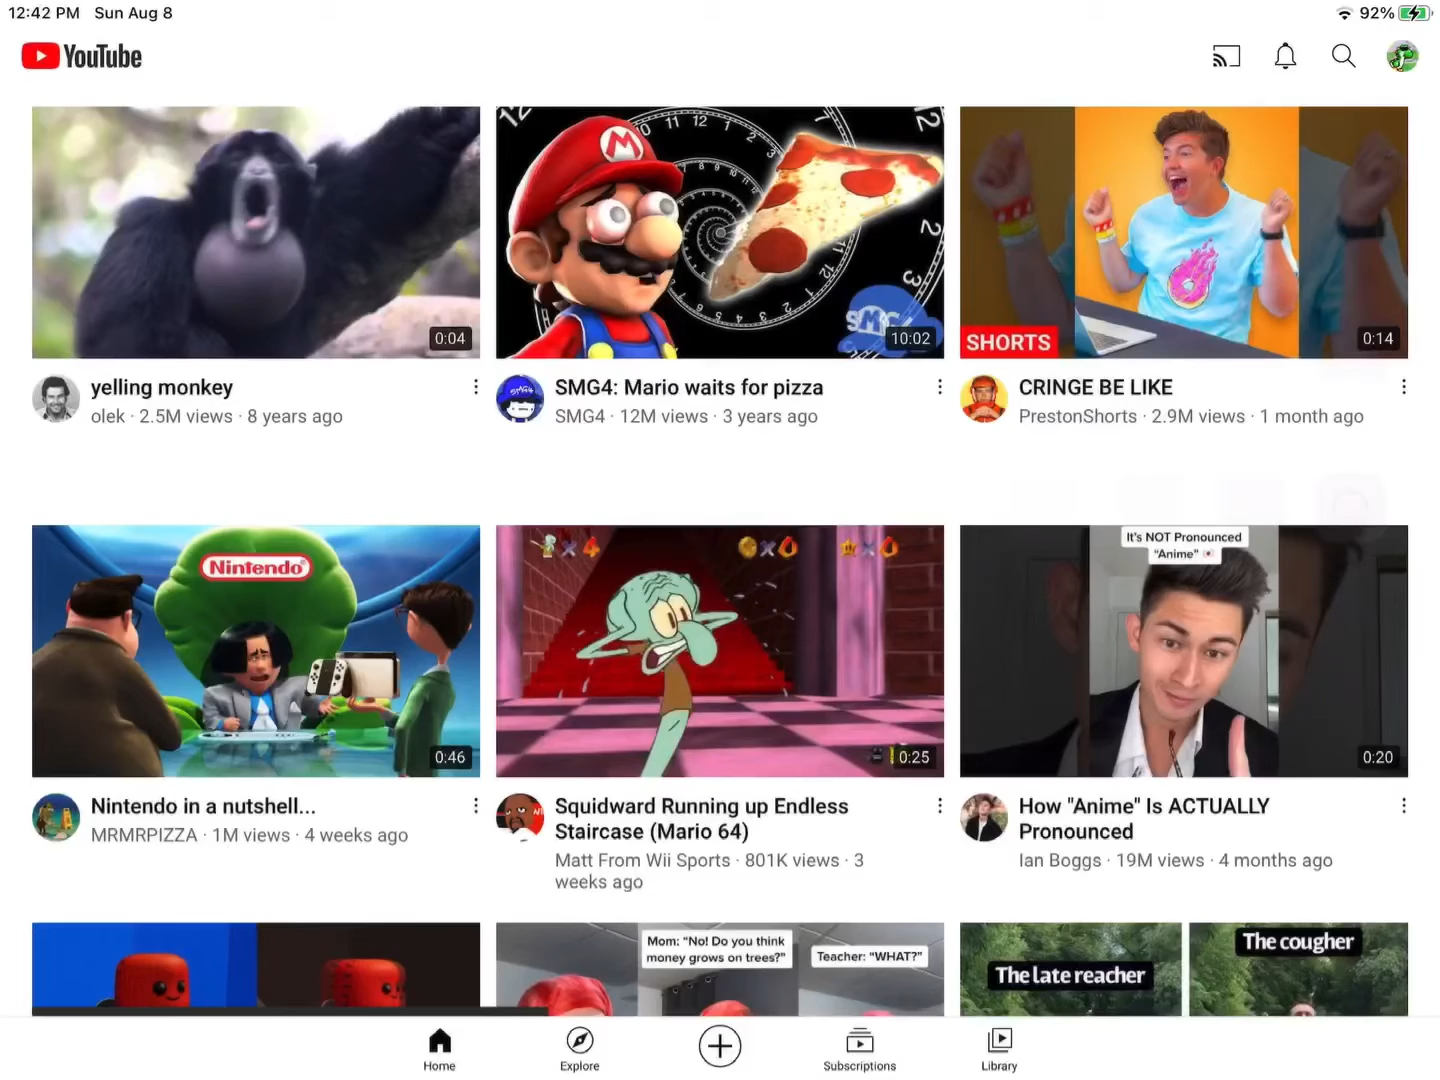 12:42 PM Sun Aug 8
92%
YouTube
0:04
SMG4
10:02
SHORTS
0:14
yelling monkey
olek · 2.5M views · 8 years ago
SMG4: Mario waits for pizza
SMG4 · 12M views · 3 years ago
CRINGE BE LIKE
PrestonShorts · 2.9M views · 1 month ago
Nintendo
0:46
× 4
× 0
× 0
0:25
It's NOT Pronounced
"Anime"
0:20
Nintendo in a nutshell...
MRMRPIZZA · 1M views · 4 weeks ago
Squidward Running up Endless
Staircase (Mario 64)
Matt From Wii Sports · 801K views · 3
weeks ago
How "Anime" Is ACTUALLY
Pronounced
Ian Boggs · 19M views · 4 months ago
Mom: "No! Do you think
money grows on trees?"
Teacher: "WHAT?"
The late reacher
The cougher
Home
Explore
Subscriptions
Library